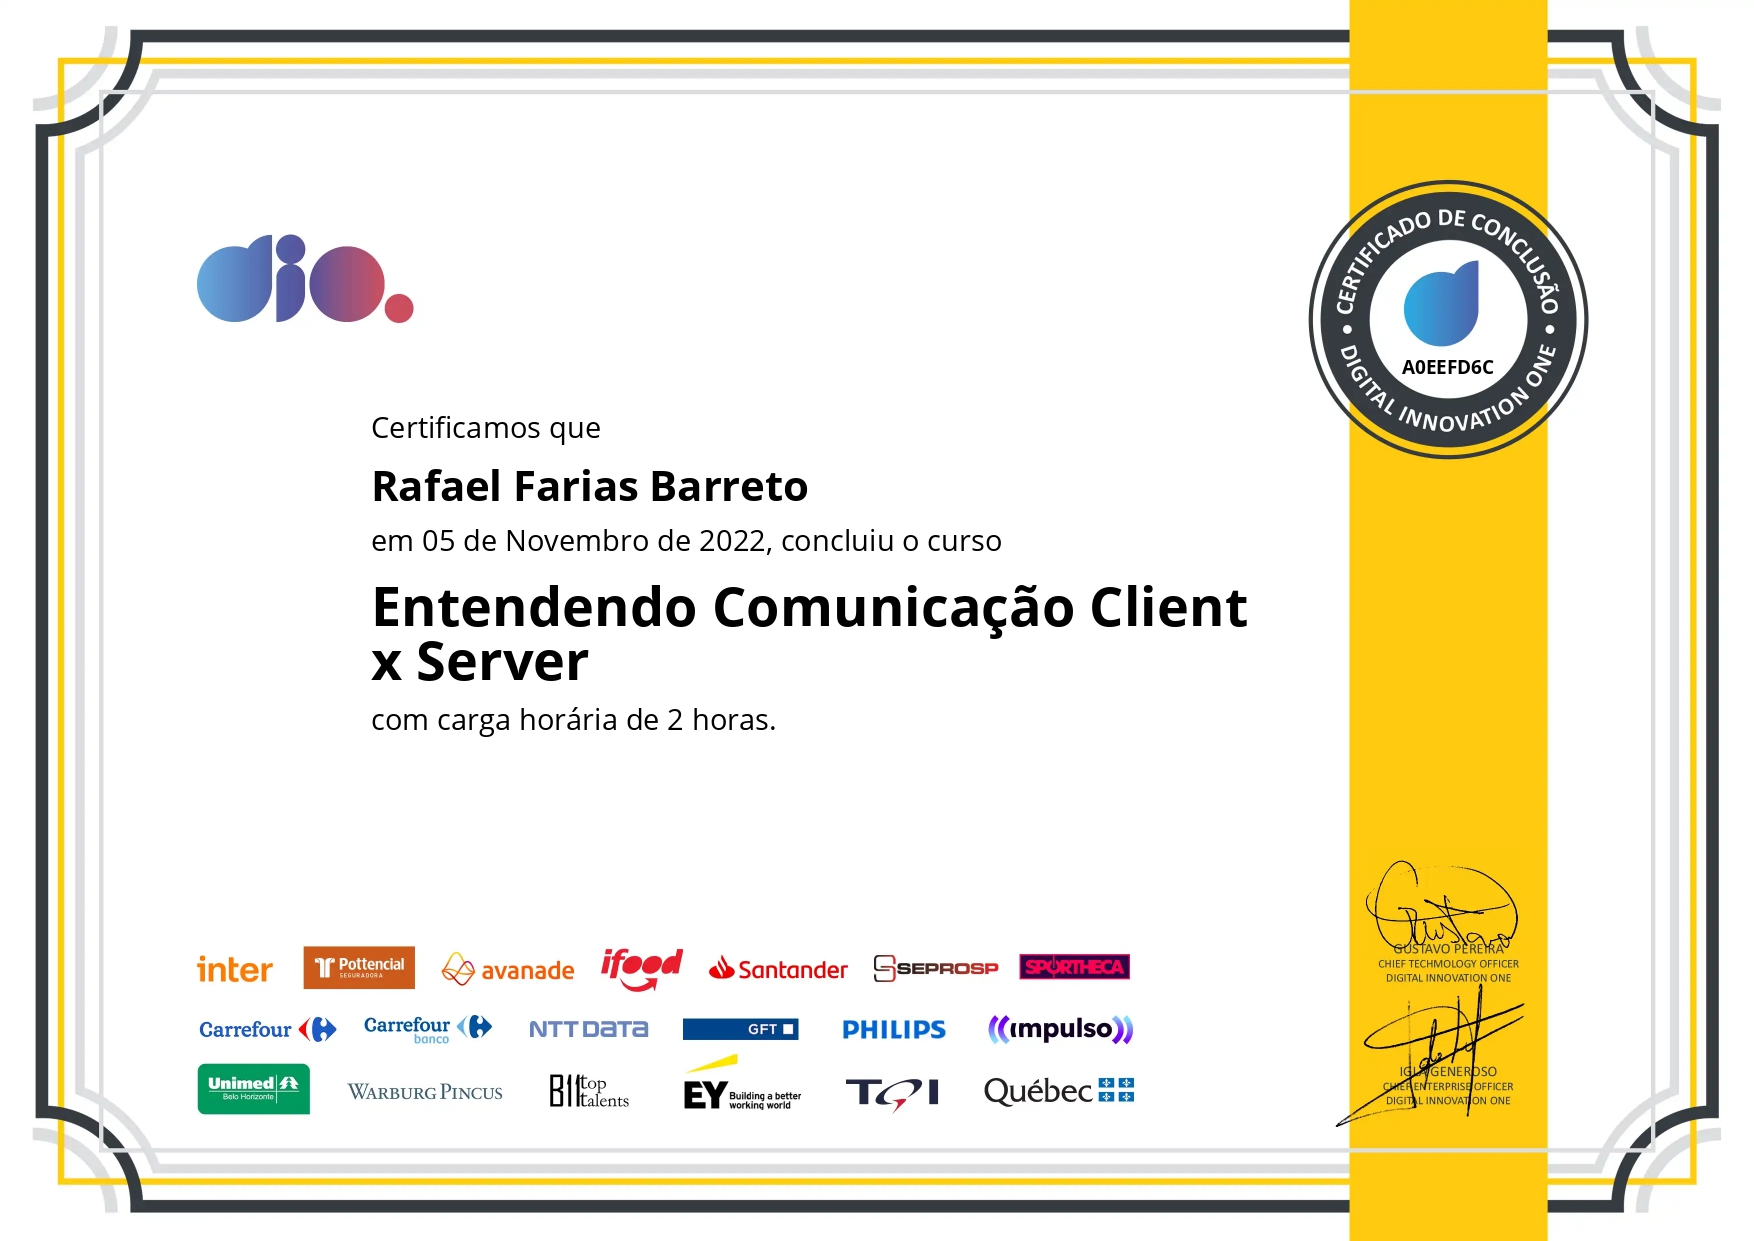 dio.
CERTIFICADO DE CONCLUSÃO
A0EEFD6C
DIGITAL INNOVATION ONE
Certificamos que
Rafael Farias Barreto
em 05 de Novembro de 2022, concluiu o curso
Entendendo Comunicação Client
x Server
com carga horária de 2 horas.
inter
Pottencial
SEGURADORA
avanade
ifood
Santander
SEPROSP
SPORTHECA
Carrefour
Carrefour
banco
NTT DATA
GFT
PHILIPS
impulso
Unimed
Belo Horizonte
WARBURG PINCUS
B11 top
talents
EY
Building a better
working world
TQI
Québec
Gustavo
GUSTAVO PEREIRA
CHIEF TECHNOLOGY OFFICER
DIGITAL INNOVATION ONE
IGLÁ GENEROSO
CHIEF ENTERPRISE OFFICER
DIGITAL INNOVATION ONE